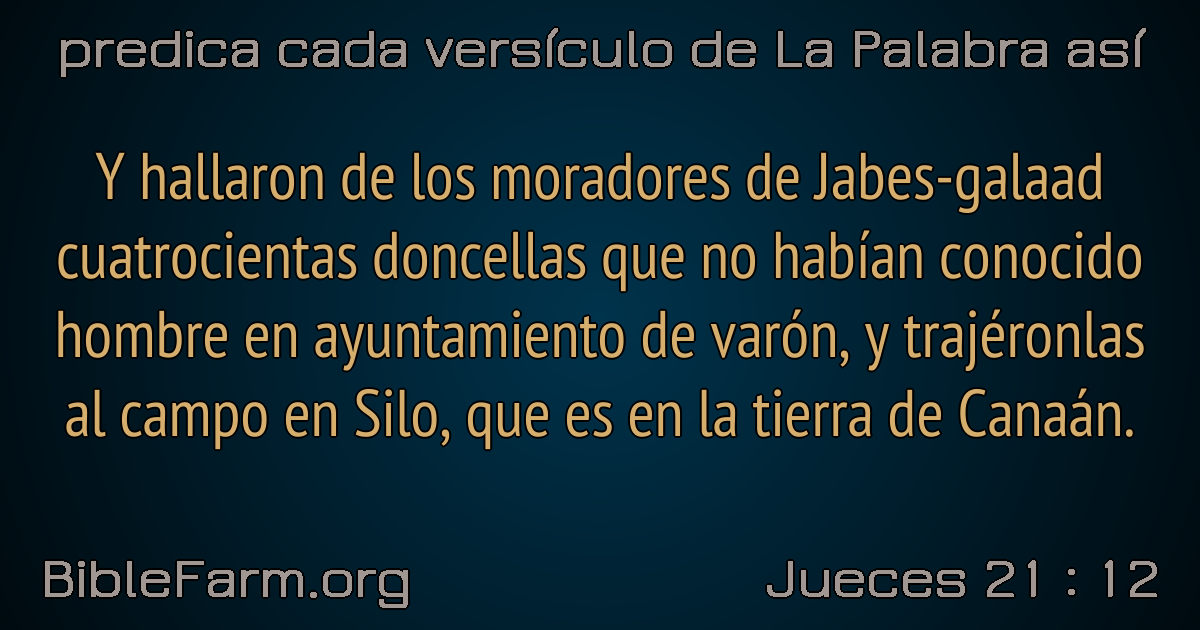 predica cada versículo de La Palabra así
Y hallaron de los moradores de Jabes-galaad
cuatrocientas doncellas que no habían conocido
hombre en ayuntamiento de varón, y trajéronlas
al campo en Silo, que es en la tierra de Canaán.
BibleFarm.org
Jueces 21 : 12